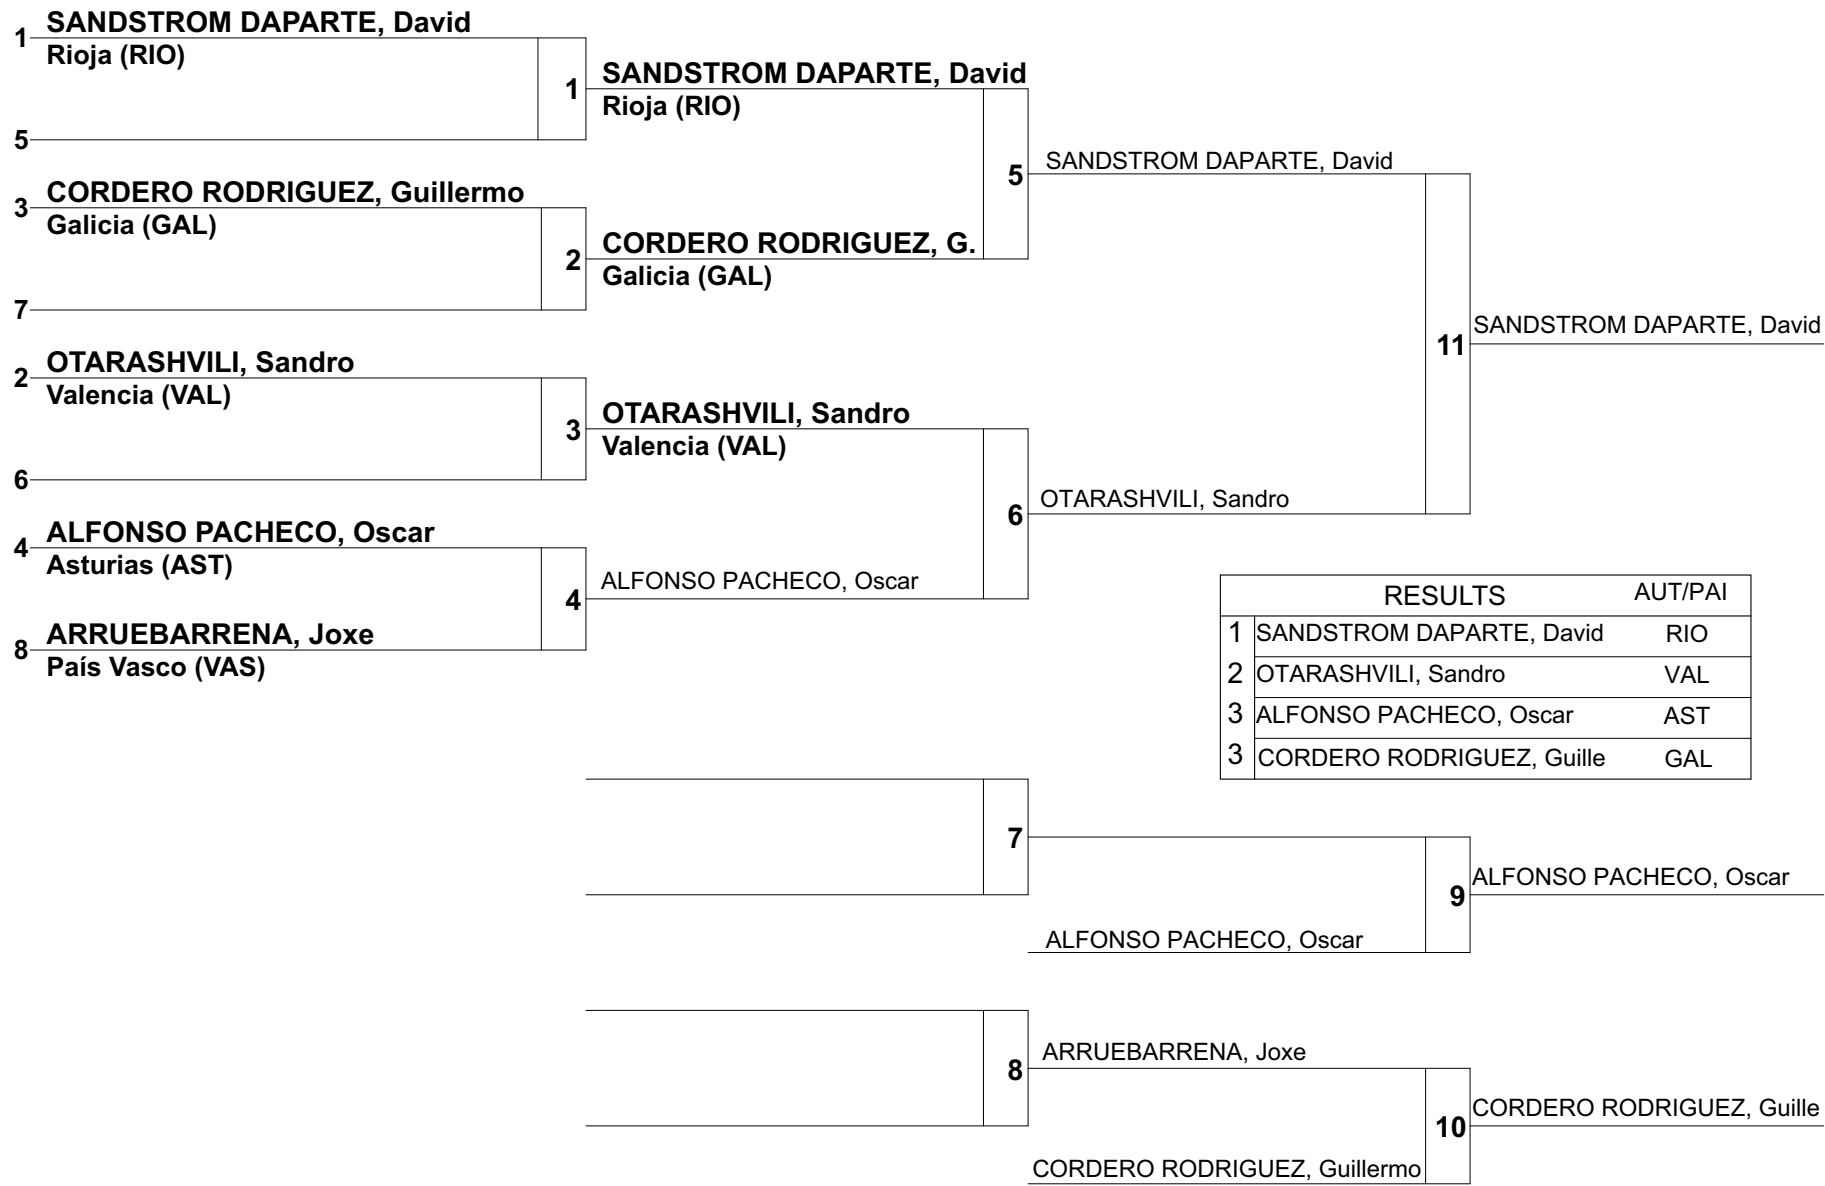 1 SANDSTROM DAPARTE, David
Rioja (RIO)
5
3 CORDERO RODRIGUEZ, Guillermo
Galicia (GAL)
7
2 OTARASHVILI, Sandro
Valencia (VAL)
6
4 ALFONSO PACHECO, Oscar
Asturias (AST)
8 ARRUEBARRENA, Joxe
País Vasco (VAS)
1 SANDSTROM DAPARTE, David
Rioja (RIO)
2 CORDERO RODRIGUEZ, G.
Galicia (GAL)
3 OTARASHVILI, Sandro
Valencia (VAL)
4 ALFONSO PACHECO, Oscar
5 SANDSTROM DAPARTE, David
6 OTARASHVILI, Sandro
11 SANDSTROM DAPARTE, David
RESULTS AUT/PAI
1 SANDSTROM DAPARTE, David RIO
2 OTARASHVILI, Sandro VAL
3 ALFONSO PACHECO, Oscar AST
3 CORDERO RODRIGUEZ, Guille GAL
7
ALFONSO PACHECO, Oscar
9 ALFONSO PACHECO, Oscar
8 ARRUEBARRENA, Joxe
CORDERO RODRIGUEZ, Guillermo
10 CORDERO RODRIGUEZ, Guille